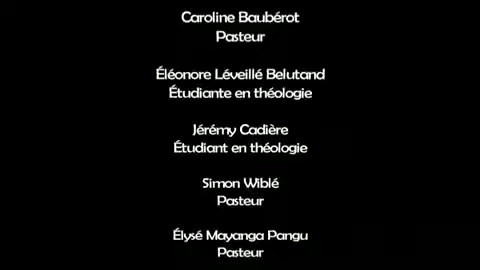 Caroline Baubérot
Pasteur
Éléonore Léveillé Belutand
Étudiante en théologie
Jérémy Cadière
Étudiant en théologie
Simon Wiblé
Pasteur
Élysé Mayanga Pangu
Pasteur